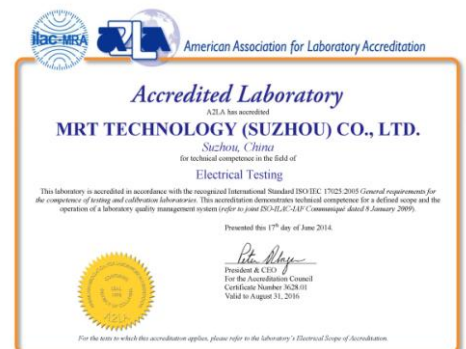 ilac-MRA
A2LA
American Association for Laboratory Accreditation
Accredited Laboratory
A2LA has accredited
MRT TECHNOLOGY (SUZHOU) CO., LTD.
Suzhou, China
for technical competence in the field of
Electrical Testing
This laboratory is accredited in accordance with the recognized International Standard ISO/IEC 17025:2005 General requirements for
the competence of testing and calibration laboratories. This accreditation demonstrates technical competence for a defined scope and the
operation of a laboratory quality management system (refer to joint ISO-ILAC-IAF Communiqué dated 8 January 2009).
Presented this 17th day of June 2014.
President & CEO
For the Accreditation Council
Certificate Number 3628.01
Valid to August 31, 2016
A2LA
For the tests to which this accreditation applies, please refer to the laboratory's Electrical Scope of Accreditation.